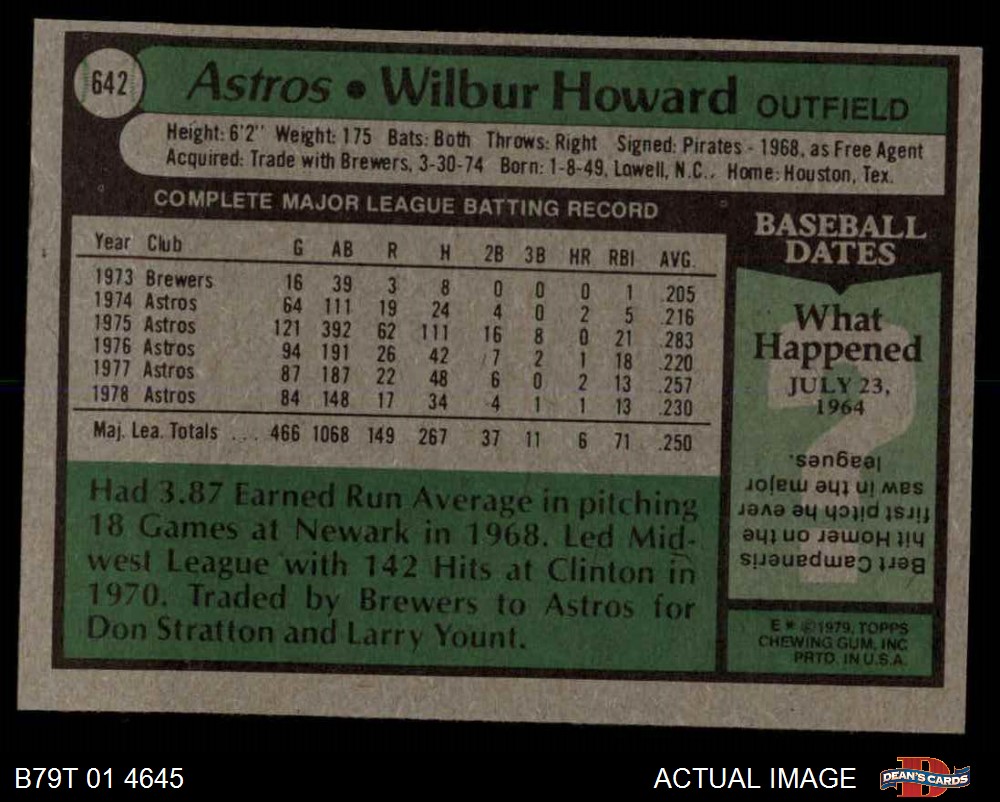 642
Astros • Wilbur Howard OUTFIELD
Height: 6'2" Weight: 175 Bats: Both Throws: Right Signed: Pirates - 1968, as Free Agent
Acquired: Trade with Brewers, 3-30-74 Born: 1-8-49, Lowell, N.C., Home: Houston, Tex.
COMPLETE MAJOR LEAGUE BATTING RECORD
Year Club G AB R H 2B 3B HR RBI AVG.
1973 Brewers 16 39 3 8 0 0 0 1 .205
1974 Astros 64 111 19 24 4 0 2 5 .216
1975 Astros 121 392 62 111 16 8 0 21 .283
1976 Astros 94 191 26 42 7 2 1 18 .220
1977 Astros 87 187 22 48 6 0 2 13 .257
1978 Astros 84 148 17 34 4 1 1 13 .230
Maj. Lea. Totals ... 466 1068 149 267 37 11 6 71 .250
Had 3.87 Earned Run Average in pitching
18 Games at Newark in 1968. Led Mid-
west League with 142 Hits at Clinton in
1970. Traded by Brewers to Astros for
Don Stratton and Larry Yount.
BASEBALL
DATES
What
Happened
JULY 23,
1964
Bert Campaneris
hit Homer on the
first pitch he ever
saw in the major
leagues.
E * ©1979, TOPPS
CHEWING GUM, INC
PRTD. IN U.S.A.
B79T 01 4645
ACTUAL IMAGE
D
DEAN'S CARDS